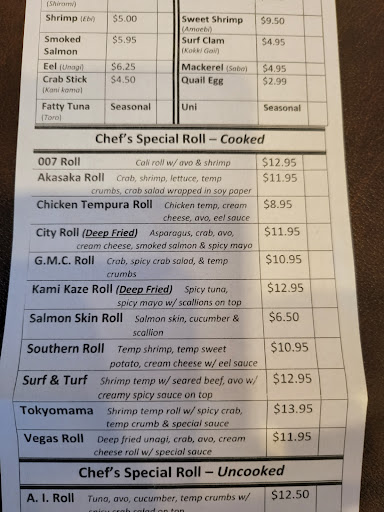 (Shiromi)
Shrimp (Ebi) $5.00 Sweet Shrimp $9.50
(Amaebi)
Smoked $5.95 Surf Clam $4.95
Salmon (Kokki Gai)
Eel (Unagi) $6.25 Mackerel (Saba) $4.95
Crab Stick $4.50 Quail Egg $2.99
(Kani kama)
Fatty Tuna Seasonal Uni Seasonal
(Toro)
Chef's Special Roll – Cooked
007 Roll Cali roll w/ avo & shrimp $12.95
Akasaka Roll Crab, shrimp, lettuce, temp $11.95
crumbs, crab salad wrapped in soy paper
Chicken Tempura Roll Chicken temp, cream $8.95
cheese, avo, eel sauce
City Roll (Deep Fried) Asparagus, crab, avo, $11.95
cream cheese, smoked salmon & spicy mayo
G.M.C. Roll Crab, spicy crab salad, & temp $10.95
crumbs
Kami Kaze Roll (Deep Fried) Spicy tuna, $12.95
spicy mayo w/ scallions on top
Salmon Skin Roll Salmon skin, cucumber & $6.50
scallion
Southern Roll Temp shrimp, temp sweet $10.95
potato, cream cheese w/ eel sauce
Surf & Turf Shrimp temp w/ seared beef, avo w/ $12.95
creamy spicy sauce on top
Tokyomama Shrimp temp roll w/ spicy crab, $13.95
temp crumb & special sauce
Vegas Roll Deep fried unagi, crab, avo, cream $11.95
cheese roll w/ special sauce
Chef's Special Roll – Uncooked
A. I. Roll Tuna, avo, cucumber, temp crumbs w/ $12.50
spicy crab salad on top